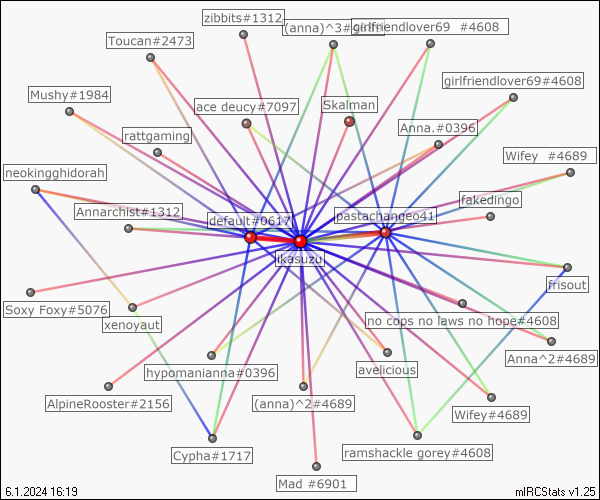 zibbits#1312
(anna)^3#
girlfriendlover69  #4608
Toucan#2473
girlfriendlover69#4608
Mushy#1984
ace deucy#7097
Skalman
Anna.#0396
rattgaming
Wifey  #4689
neokingghidorah
fakedingo
Annarchist#1312
default#0617
pastachangeo41
ikasuzu
frisout
Soxy Foxy#5076
xenoyaut
no cops no laws no hope#4608
Anna^2#4689
hypomanianna#0396
avelicious
AlpineRooster#2156
(anna)^2#4689
Wifey#4689
Cypha#1717
ramshackle gorey#4608
Mad #6901
6.1.2024 16:19
mIRCStats v1.25